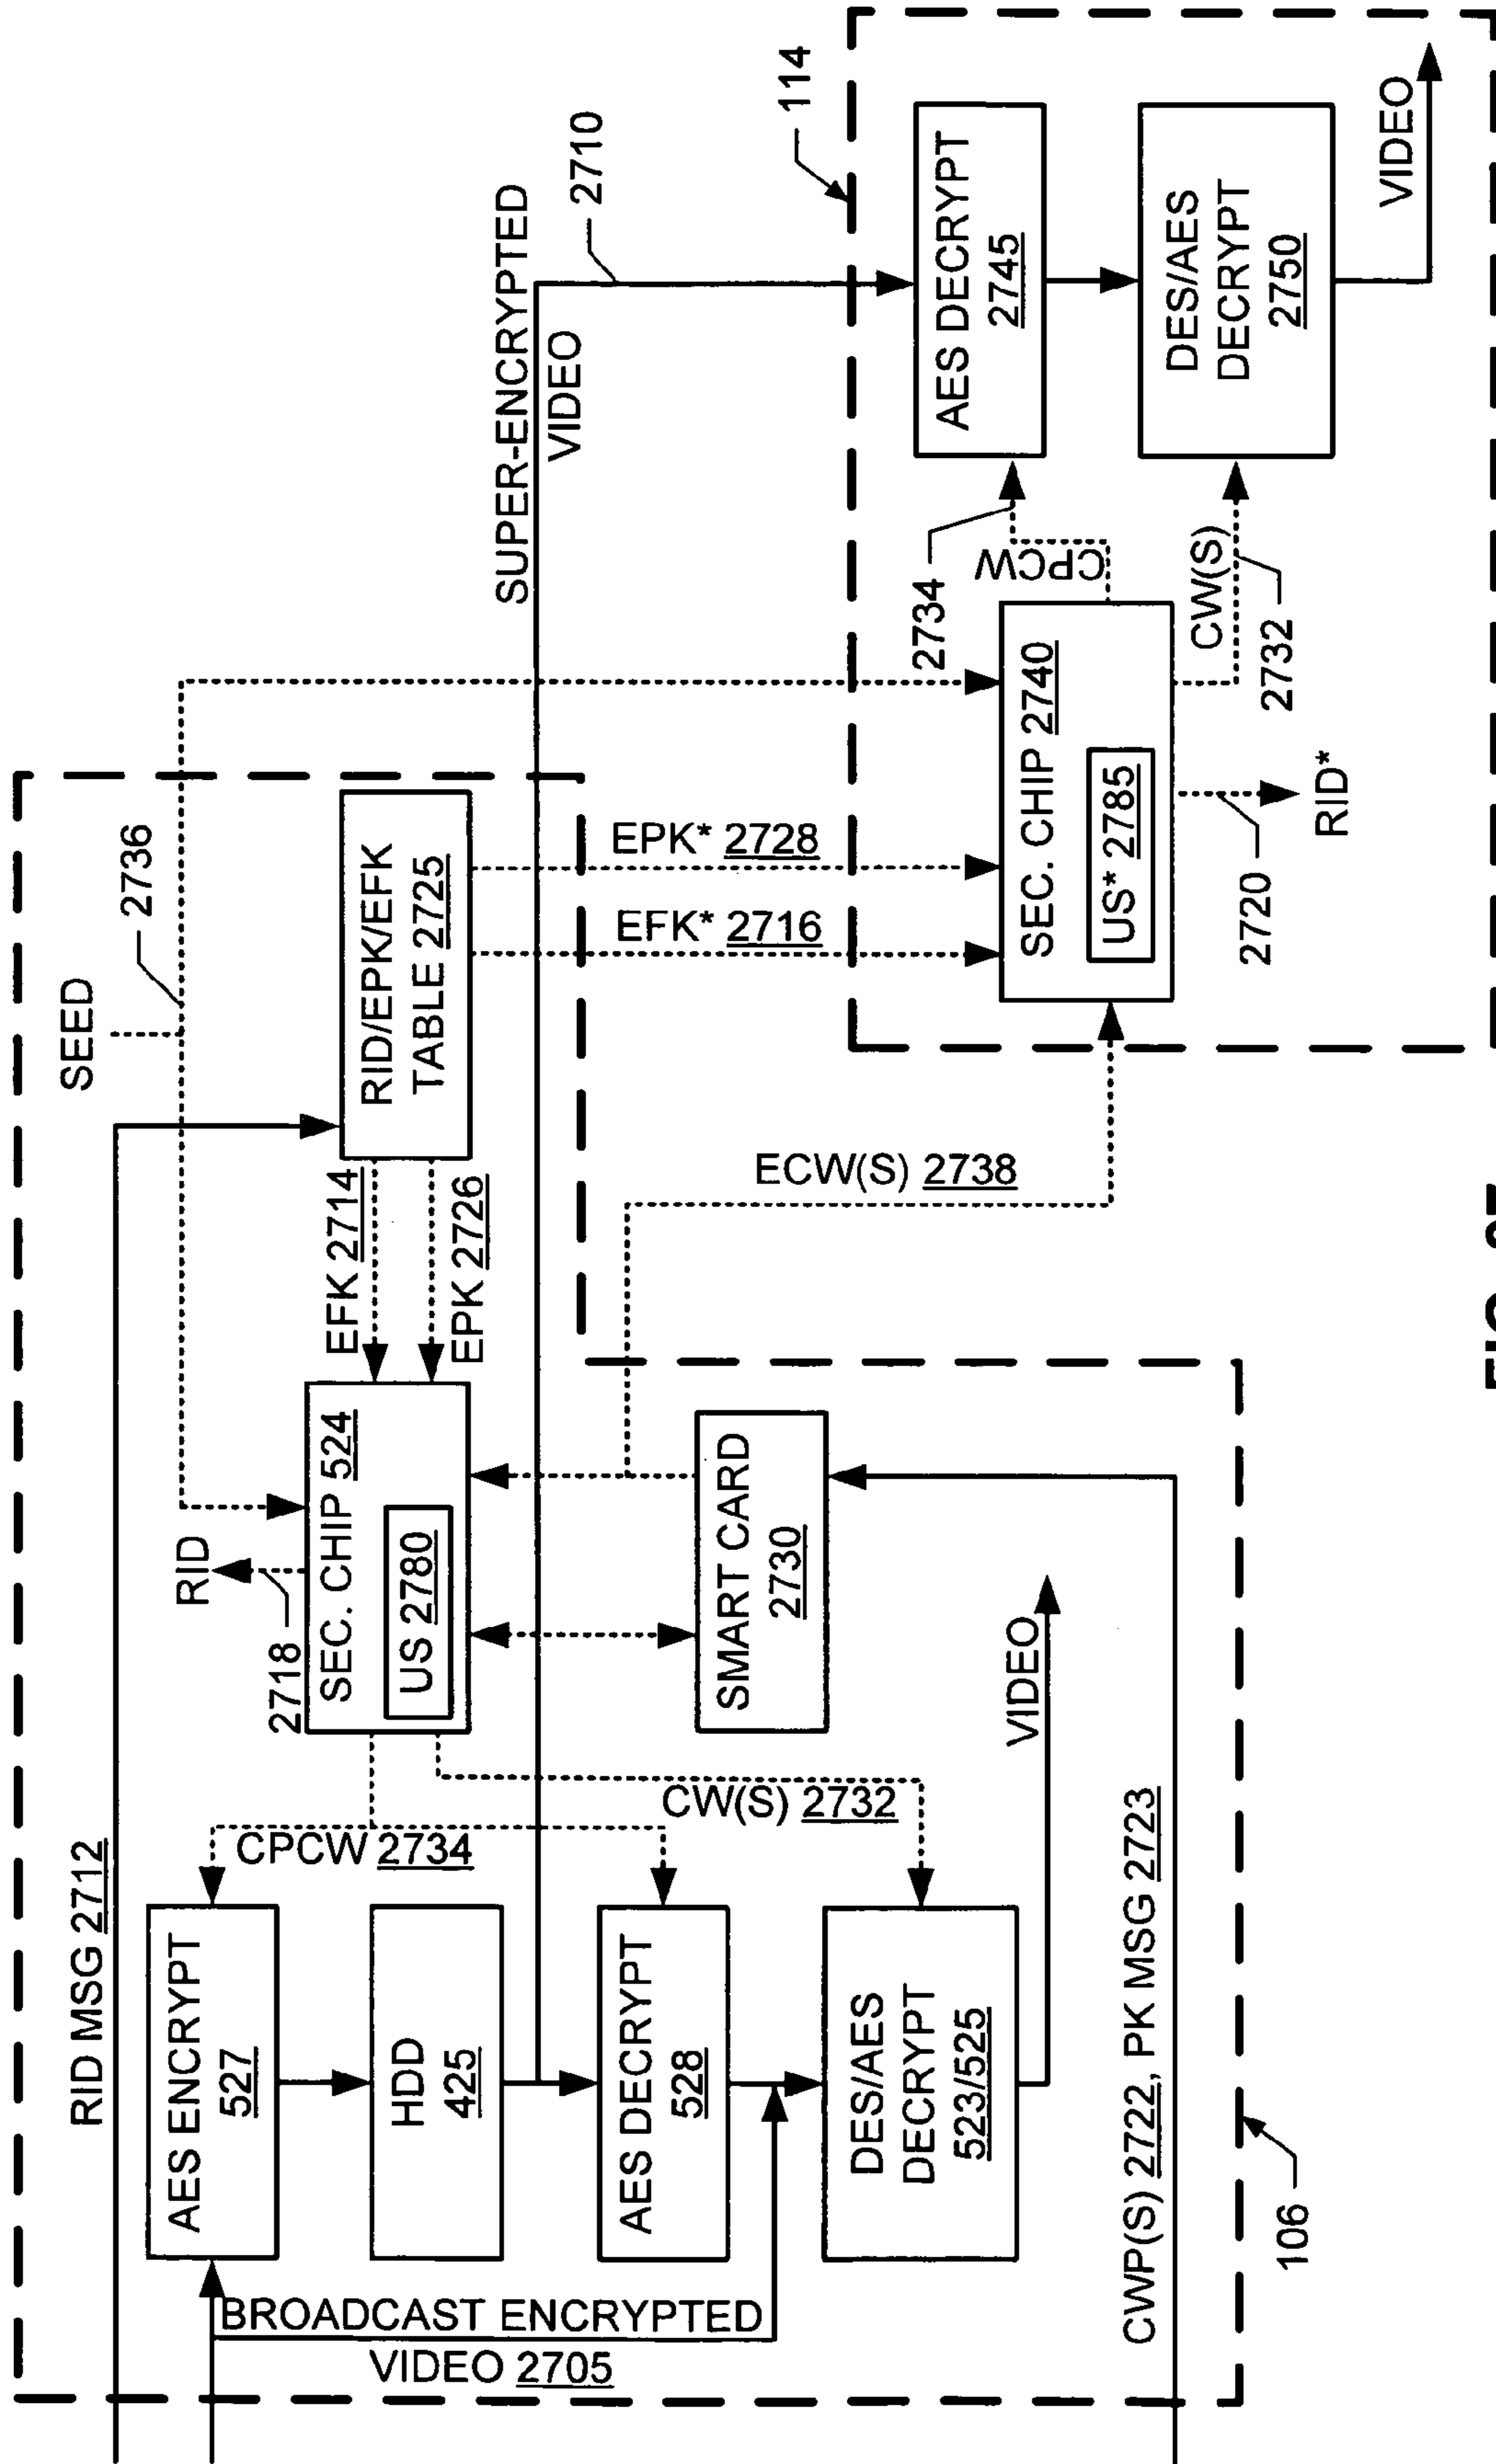 RID MSG 2712
SEED
2736
RID
2718
SEC. CHIP 524
US 2780
EFK 2714
EPK 2726
RID/EPK/EFK
TABLE 2725
AES ENCRYPT
527
CPCW 2734
HDD
425
AES DECRYPT
528
CW(S) 2732
DES/AES
DECRYPT
523/525
BROADCAST ENCRYPTED
VIDEO 2705
VIDEO
SMART CARD
2730
CWP(S) 2722, PK MSG 2723
106
SUPER-ENCRYPTED
VIDEO
2710
EPK* 2728
EFK* 2716
ECW(S) 2738
114
AES DECRYPT
2745
DES/AES
DECRYPT
2750
VIDEO
2734
CPCW
CW(S)
2732
SEC. CHIP 2740
US* 2785
2720
RID*